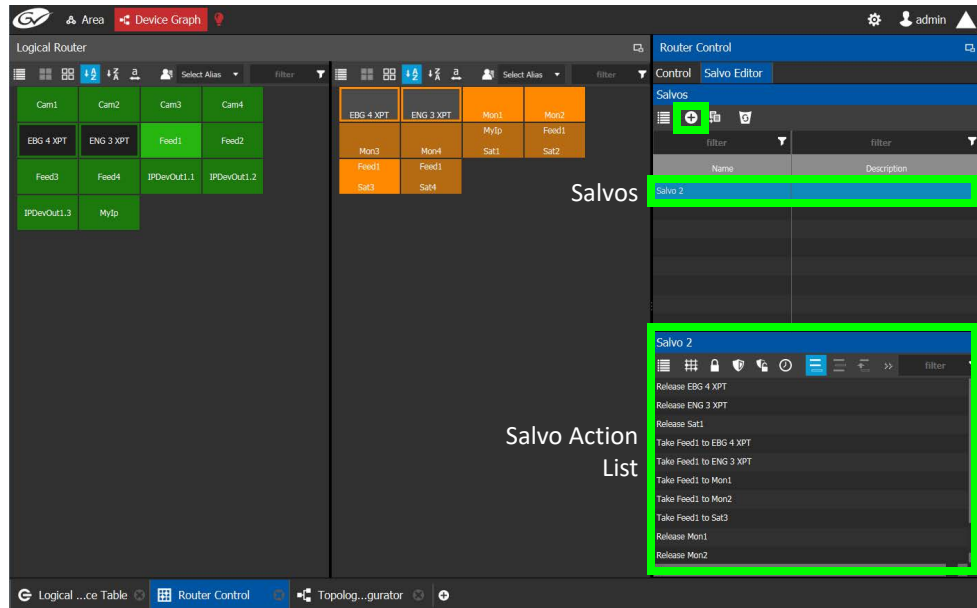 GV Area Device Graph admin
Logical Router
Router Control
Select Alias filter
Select Alias filter
Control Salvo Editor
Salvos
filter filter
Name Description
Salvo 2
Cam1 Cam2 Cam3 Cam4
EBG 4 XPT ENG 3 XPT Feed1 Feed2
Feed3 Feed4 IPDevOut1.1 IPDevOut1.2
IPDevOut1.3 MyIp
EBG 4 XPT ENG 3 XPT Mon1 Mon2
MyIp Feed1
Mon3 Mon4 Sat1 Sat2
Feed1 Feed1
Sat3 Sat4
Salvos
Salvo Action
List
Salvo 2
filter
Release EBG 4 XPT
Release ENG 3 XPT
Release Sat1
Take Feed1 to EBG 4 XPT
Take Feed1 to ENG 3 XPT
Take Feed1 to Mon1
Take Feed1 to Mon2
Take Feed1 to Sat3
Release Mon1
Release Mon2
Logical ...ce Table Router Control Topolog...gurator